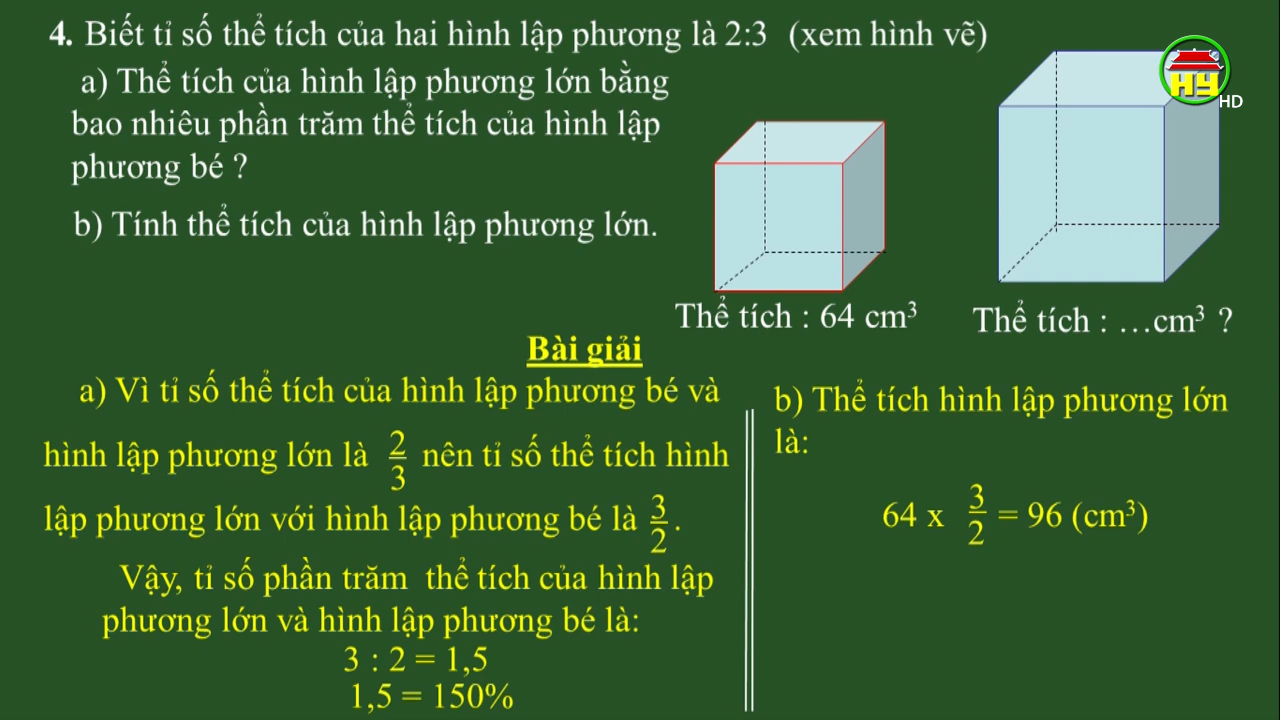 4. Biết tỉ số thể tích của hai hình lập phương là 2:3 (xem hình vẽ)
a) Thể tích của hình lập phương lớn bằng
bao nhiêu phần trăm thể tích của hình lập
phương bé ?
b) Tính thể tích của hình lập phương lớn.
HY
HD
Thể tích : 64 cm³
Thể tích : …cm³ ?
Bài giải
a) Vì tỉ số thể tích của hình lập phương bé và
hình lập phương lớn là 2/3 nên tỉ số thể tích hình
lập phương lớn với hình lập phương bé là 3/2.
Vậy, tỉ số phần trăm thể tích của hình lập
phương lớn và hình lập phương bé là:
3 : 2 = 1,5
1,5 = 150%
b) Thể tích hình lập phương lớn
là:
64 x 3/2 = 96 (cm³)